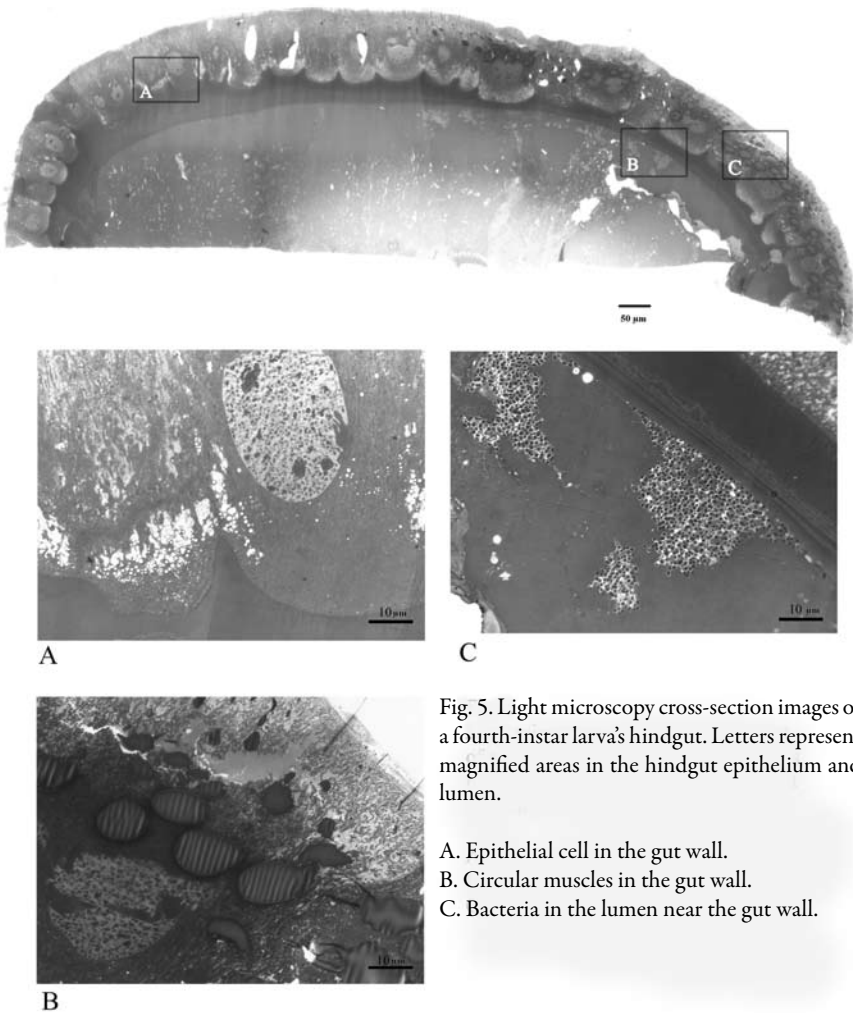 A
B
C
50 µm
10 µm
A
10 µm
C
Fig. 5. Light microscopy cross-section images o
a fourth-instar larva's hindgut. Letters represen
magnified areas in the hindgut epithelium and
lumen.
A. Epithelial cell in the gut wall.
B. Circular muscles in the gut wall.
C. Bacteria in the lumen near the gut wall.
10 µm
B